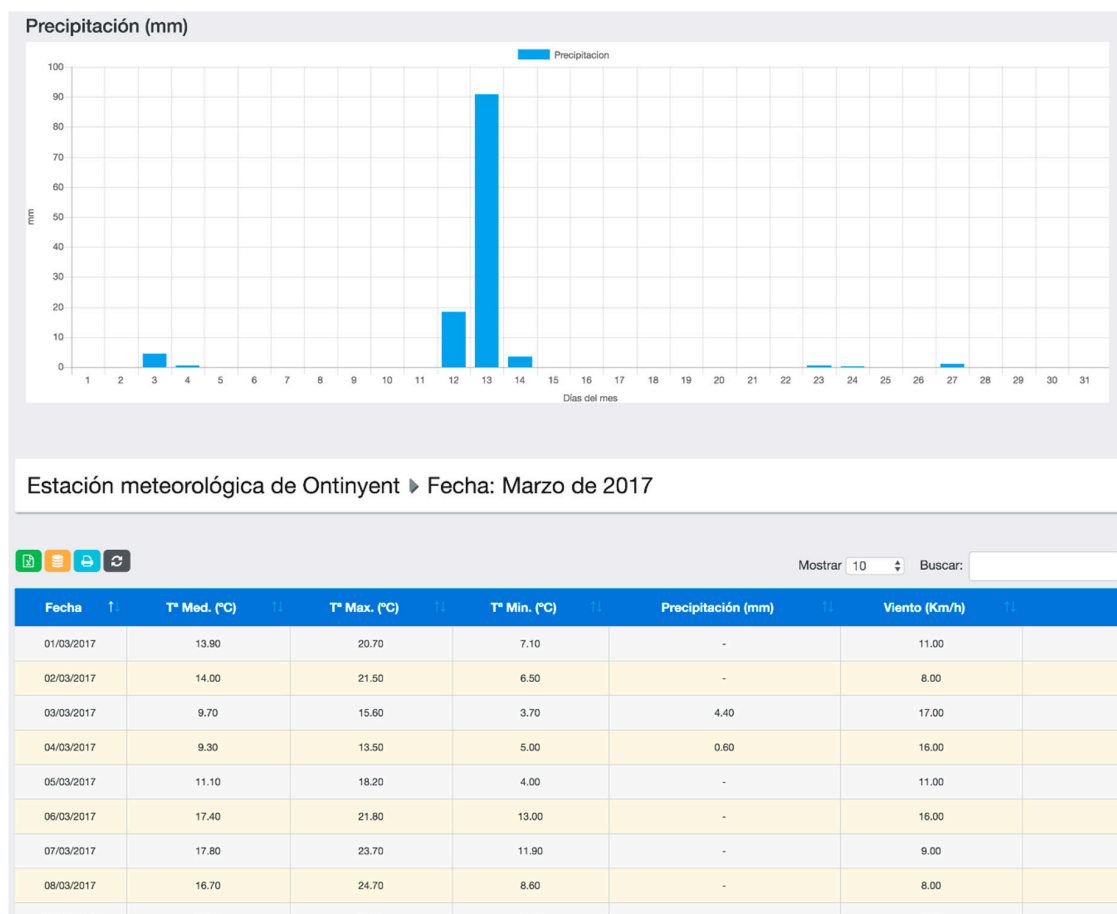 Precipitación (mm)
Precipitacion
100
90
80
70
60
50
40
30
20
10
0
mm
1 2 3 4 5 6 7 8 9 10 11 12 13 14 15 16 17 18 19 20 21 22 23 24 25 26 27 28 29 30 31
Días del mes
Estación meteorológica de Ontinyent ▶ Fecha: Marzo de 2017
Mostrar 10 Buscar:
Fecha Tª Med. (ºC) Tª Max. (ºC) Tª Min. (ºC) Precipitación (mm) Viento (Km/h)
01/03/2017 13.90 20.70 7.10 - 11.00
02/03/2017 14.00 21.50 6.50 - 8.00
03/03/2017 9.70 15.60 3.70 4.40 17.00
04/03/2017 9.30 13.50 5.00 0.60 16.00
05/03/2017 11.10 18.20 4.00 - 11.00
06/03/2017 17.40 21.80 13.00 - 16.00
07/03/2017 17.80 23.70 11.90 - 9.00
08/03/2017 16.70 24.70 8.60 - 8.00